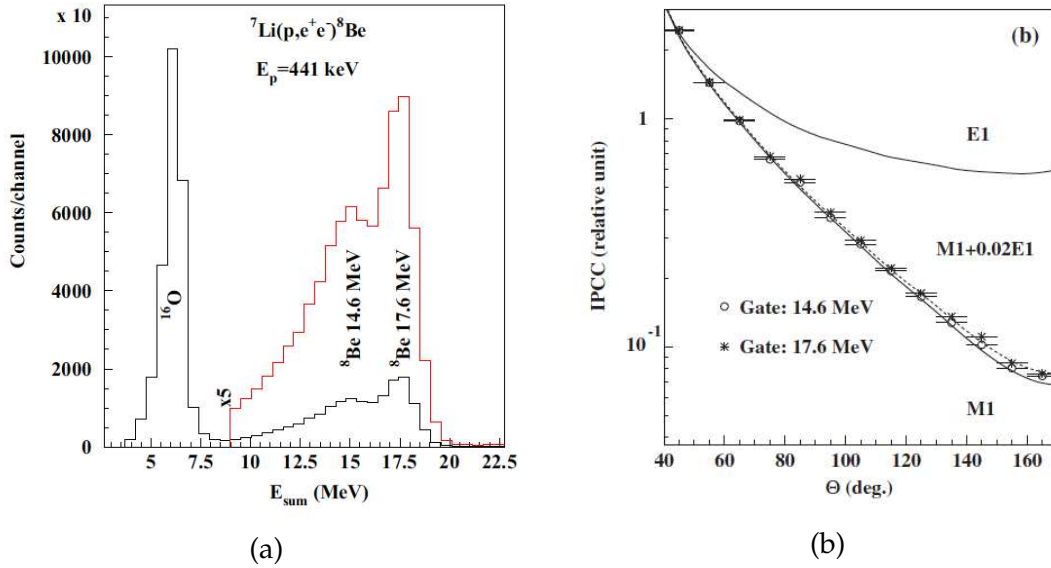 x 10
⁷Li(p,e⁺e⁻)⁸Be
Eₚ=441 keV
10000
8000
6000
4000
2000
0
Counts/channel
¹⁶O
x5
⁸Be 14.6 MeV
⁸Be 17.6 MeV
5
7.5
10
12.5
15
17.5
20
22.5
E_sum (MeV)
(a)
(b)
IPCC (relative unit)
1
10⁻¹
E1
M1+0.02E1
Gate: 14.6 MeV
Gate: 17.6 MeV
M1
40
60
80
100
120
140
160
Θ (deg.)
(b)